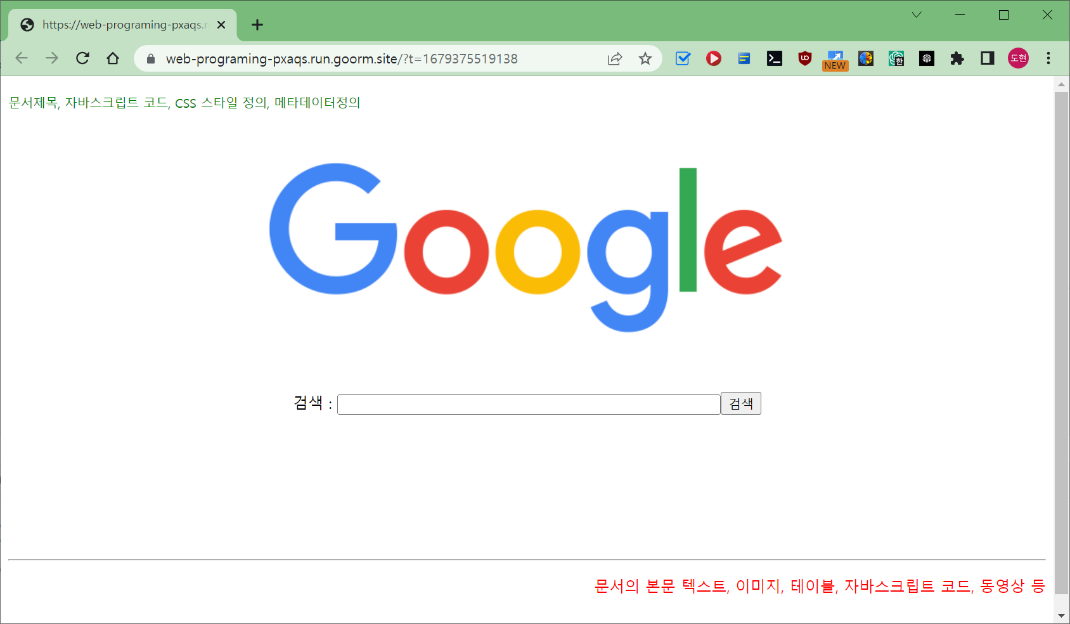 https://web-programing-pxaqs.r
web-programing-pxaqs.run.goorm.site/?t=1679375519138
NEW
한
도현
문서제목, 자바스크립트 코드, CSS 스타일 정의, 메타데이터정의
Google
검색 :
검색
문서의 본문 텍스트, 이미지, 테이블, 자바스크립트 코드, 동영상 등